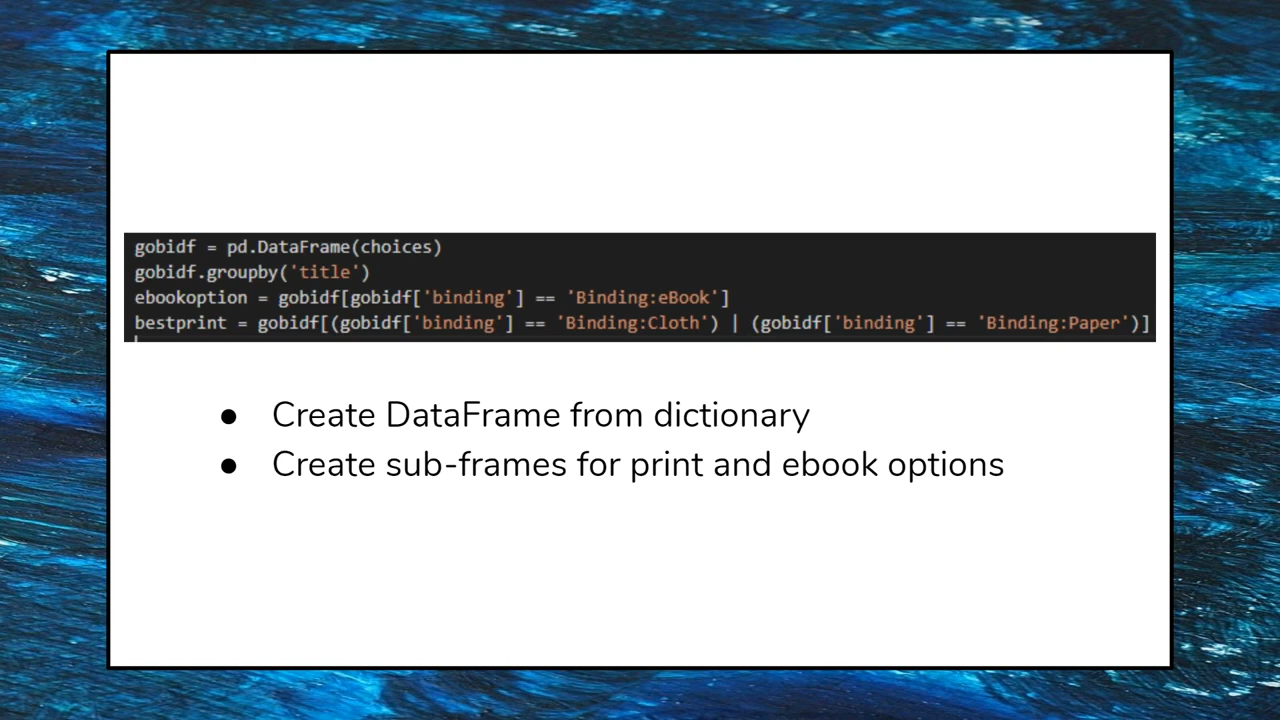 gobidf = pd.DataFrame(choices)
gobidf.groupby('title')
ebookoption = gobidf[gobidf['binding'] == 'Binding:eBook']
bestprint = gobidf[(gobidf['binding'] == 'Binding:Cloth') | (gobidf['binding'] == 'Binding:Paper')]
● Create DataFrame from dictionary
● Create sub-frames for print and ebook options